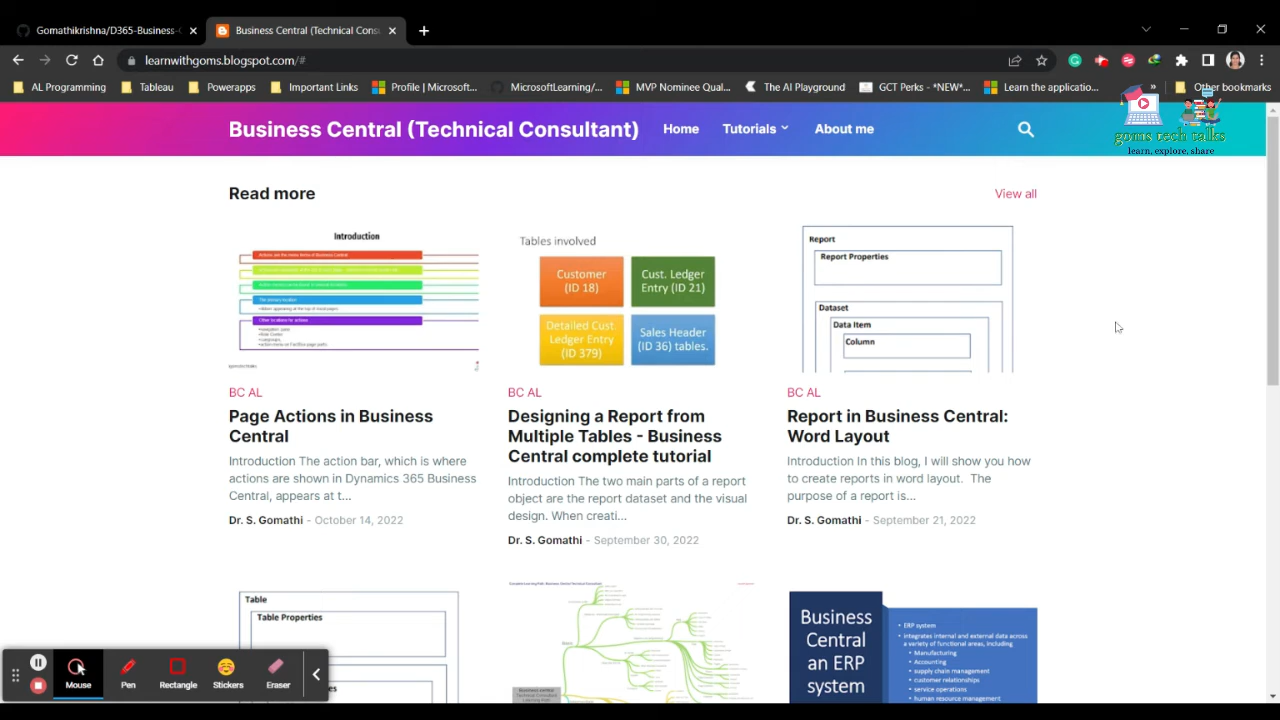 Gomathikrishna/D365-Business-C
Business Central (Technical Cons
learnwithgoms.blogspot.com/#
AL Programming
Tableau
Powerapps
Important Links
Profile | Microsoft...
MicrosoftLearning/...
MVP Nominee Qual...
The AI Playground
GCT Perks - *NEW*...
Learn the applicatio...
»
Other bookmarks
Business Central (Technical Consultant)
Home
Tutorials
About me
goms tech talks
learn, explore, share
Read more
View all
Introduction
Other locations for actions
BC AL
Page Actions in Business
Central
Introduction The action bar, which is where
actions are shown in Dynamics 365 Business
Central, appears at t...
Dr. S. Gomathi - October 14, 2022
Tables involved
Customer
(ID 18)
Cust. Ledger
Entry (ID 21)
Detailed Cust.
Ledger Entry
(ID 379)
Sales Header
(ID 36) tables.
BC AL
Designing a Report from
Multiple Tables - Business
Central complete tutorial
Introduction The two main parts of a report
object are the report dataset and the visual
design. When creati...
Dr. S. Gomathi - September 30, 2022
Report
Report Properties
Dataset
Data Item
Column
BC AL
Report in Business Central:
Word Layout
Introduction In this blog, I will show you how
to create reports in word layout. The
purpose of a report is...
Dr. S. Gomathi - September 21, 2022
Table
Table Properties
Business
Central
an ERP
system
• ERP system
• integrates internal and external data across
a variety of functional areas, including
• Manufacturing
• Accounting
• supply chain management
• customer relationships
• service operations
• human resource management
Mouse
Rectangle
Stickers
Eraser